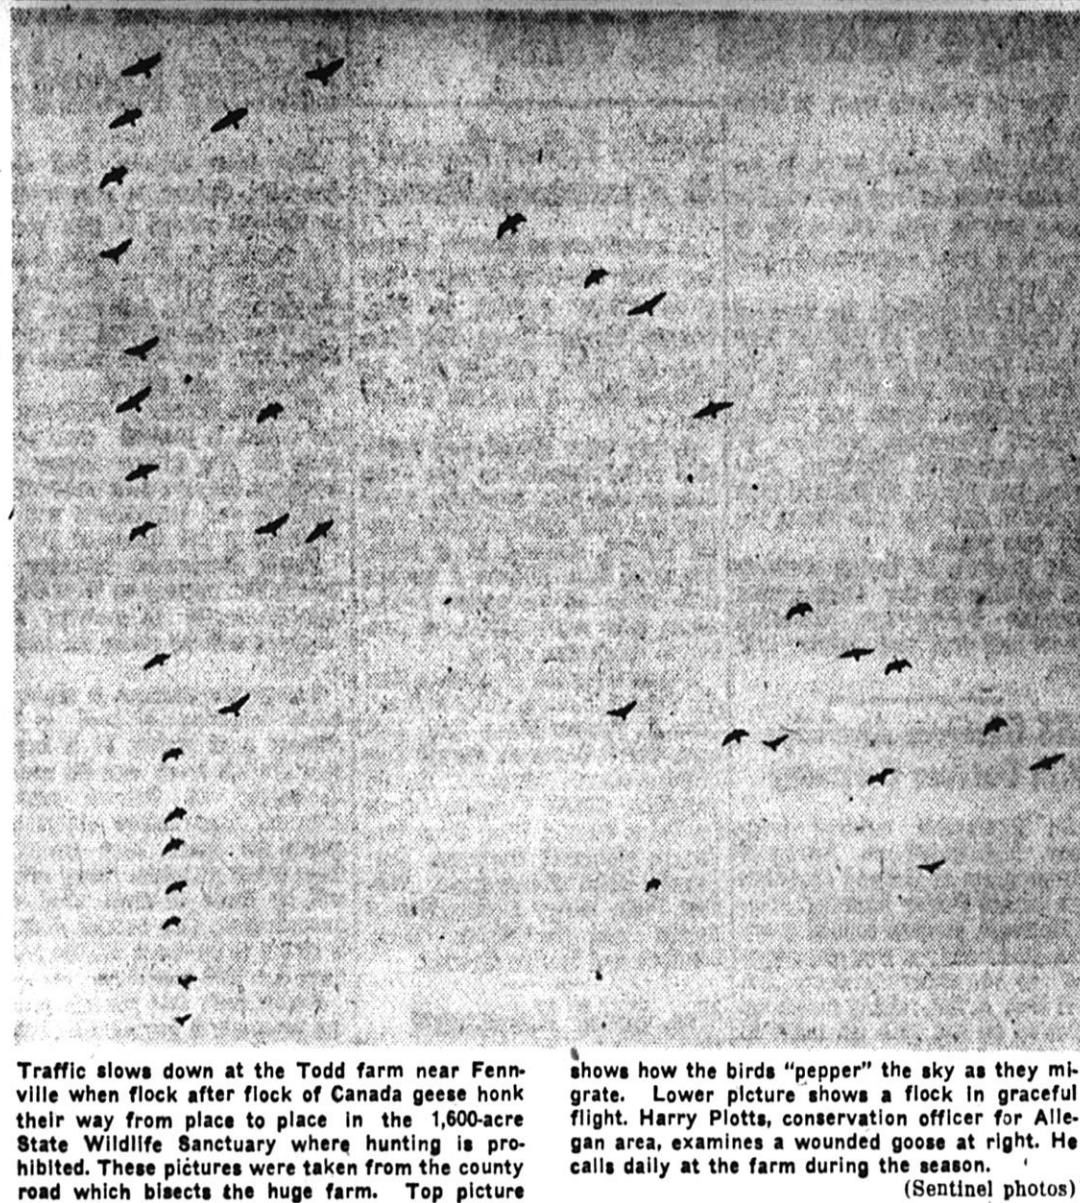 Traffic slows down at the Todd farm near Fenn-
ville when flock after flock of Canada geese honk
their way from place to place in the 1,600-acre
State Wildlife Sanctuary where hunting is pro-
hibited. These pictures were taken from the county
road which bisects the huge farm. Top picture
shows how the birds "pepper" the sky as they mi-
grate. Lower picture shows a flock in graceful
flight. Harry Plotts, conservation officer for Alle-
gan area, examines a wounded goose at right. He
calls daily at the farm during the season.
(Sentinel photos)